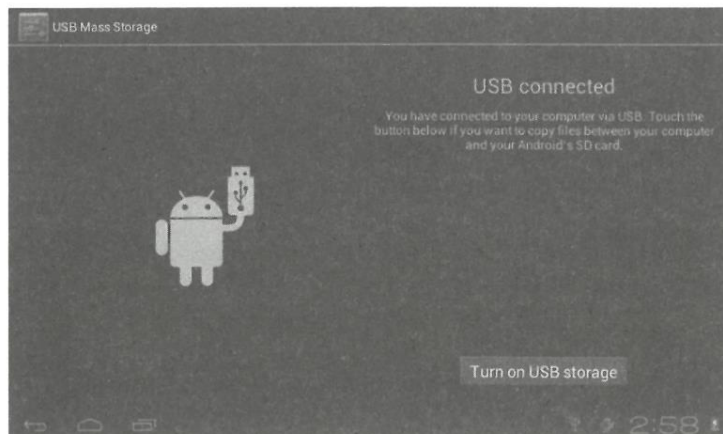 USB Mass Storage
USB connected
You have connected to your computer via USB. Touch the
button below if you want to copy files between your computer
and your Android's SD card.
Turn on USB storage
2:58